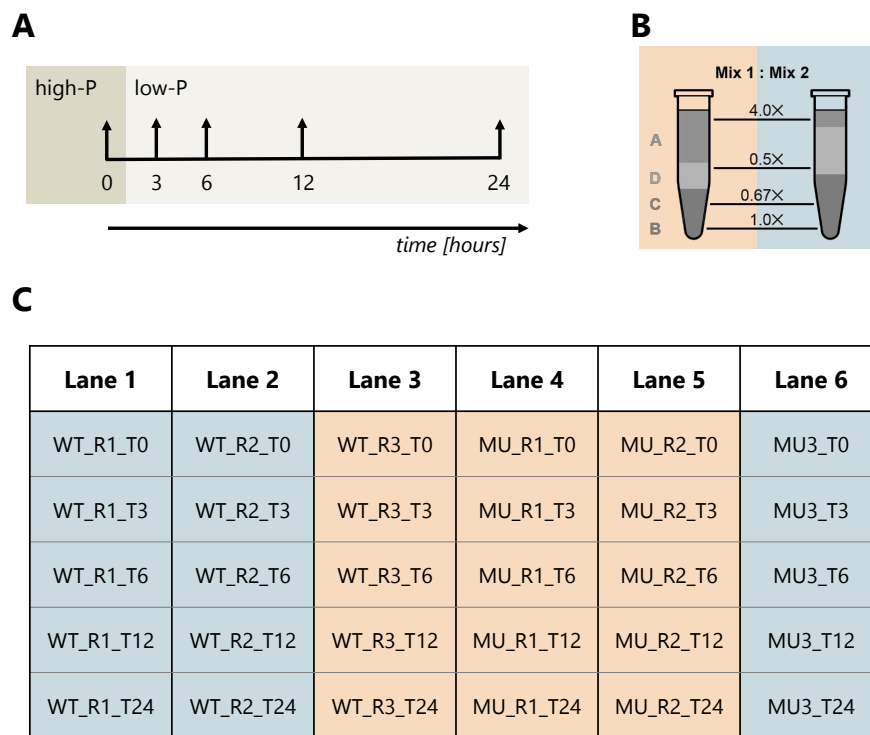 A
high-P
low-P
0
3
6
12
24
time [hours]
B
Mix 1 : Mix 2
4.0×
A
0.5×
D
0.67×
C
1.0×
B
C
Lane 1 Lane 2 Lane 3 Lane 4 Lane 5 Lane 6
WT_R1_T0 WT_R2_T0 WT_R3_T0 MU_R1_T0 MU_R2_T0 MU3_T0
WT_R1_T3 WT_R2_T3 WT_R3_T3 MU_R1_T3 MU_R2_T3 MU3_T3
WT_R1_T6 WT_R2_T6 WT_R3_T6 MU_R1_T6 MU_R2_T6 MU3_T6
WT_R1_T12 WT_R2_T12 WT_R3_T12 MU_R1_T12 MU_R2_T12 MU3_T12
WT_R1_T24 WT_R2_T24 WT_R3_T24 MU_R1_T24 MU_R2_T24 MU3_T24